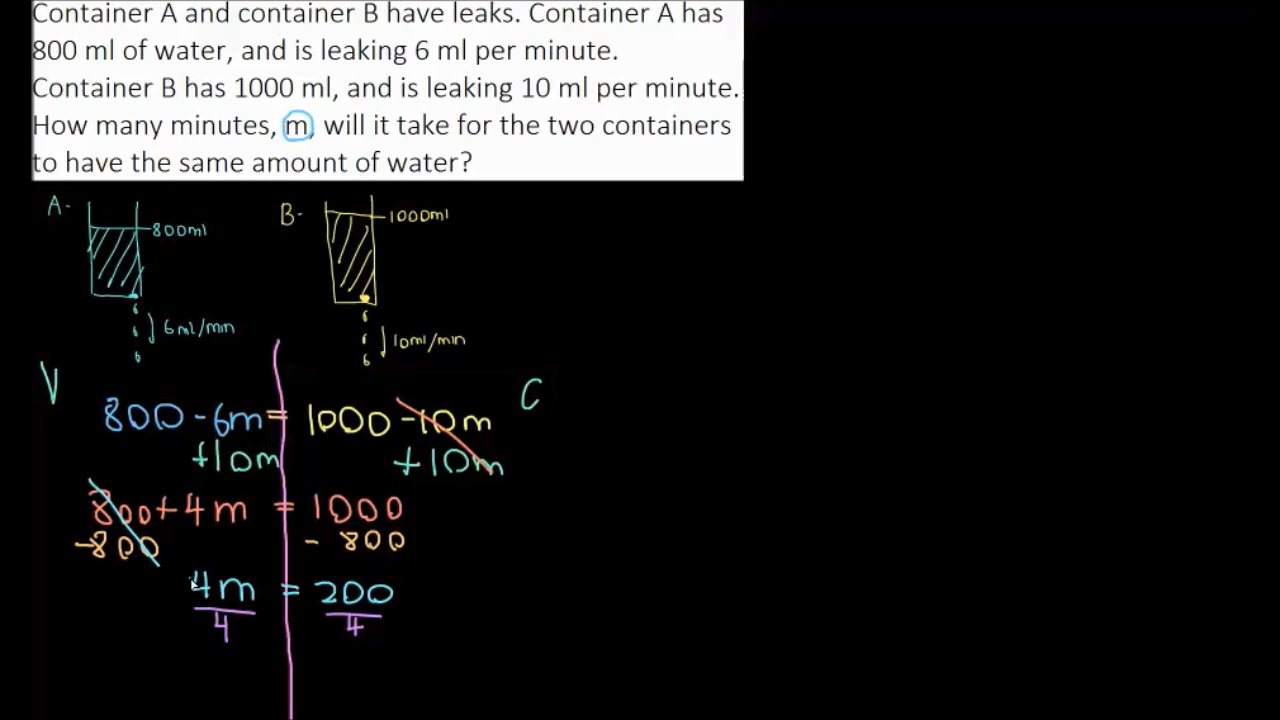 Container A and container B have leaks. Container A has
800 ml of water, and is leaking 6 ml per minute.
Container B has 1000 ml, and is leaking 10 ml per minute.
How many minutes, m, will it take for the two containers
to have the same amount of water?
A-
800ml
6ml/min
B-
1000ml
10ml/min
V
C
800 - 6m = 1000 - 10m
+10m +10m
800 + 4m = 1000
-800 - 800
4m = 200
4 4